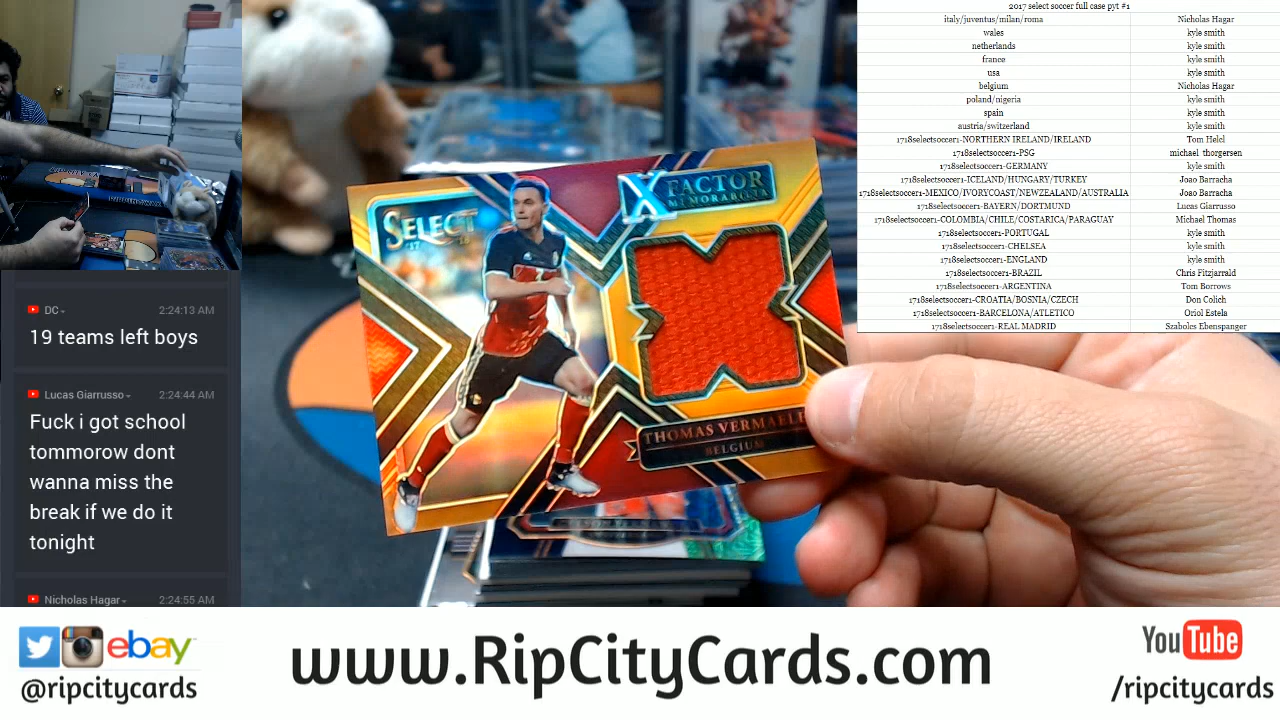 2017 select soccer full case pyt #1
italy/juventus/milan/roma Nicholas Hagar
wales kyle smith
netherlands kyle smith
france kyle smith
usa kyle smith
belgium Nicholas Hagar
poland/nigeria kyle smith
spain kyle smith
austria/switzerland kyle smith
1718selectsoccer1-NORTHERN IRELAND/IRELAND Tom Helcl
1718selectsoccer1-PSG michael thorgersen
1718selectsoccer1-GERMANY kyle smith
1718selectsoccer1-ICELAND/HUNGARY/TURKEY Joao Barracha
1718selectsoccer1-MEXICO/IVORYCOAST/NEWZEALAND/AUSTRALIA Joao Barracha
1718selectsoccer1-BAYERN/DORTMUND Lucas Giarrusso
1718selectsoccer1-COLOMBIA/CHILE/COSTARICA/PARAGUAY Michael Thomas
1718selectsoccer1-PORTUGAL kyle smith
1718selectsoccer1-CHELSEA kyle smith
1718selectsoccer1-ENGLAND kyle smith
1718selectsoccer1-BRAZIL Chris Fitzjarrald
1718selectsoccer1-ARGENTINA Tom Borrows
1718selectsoccer1-CROATIA/BOSNIA/CZECH Don Colich
1718selectsoccer1-BARCELONA/ATLETICO Oriol Estela
1718selectsoccer1-REAL MADRID Szabolcs Ebenspanger
SELECT
17 18
X FACTOR
MEMORABILIA
THOMAS VERMAELE
BELGIUM
DC 2:24:13 AM
19 teams left boys
Lucas Giarrusso 2:24:44 AM
Fuck i got school
tommorow dont
wanna miss the
break if we do it
tonight
Nicholas Hagar 2:24:55 AM
ebay
@ripcitycards
www.RipCityCards.com
YouTube
/ripcitycards